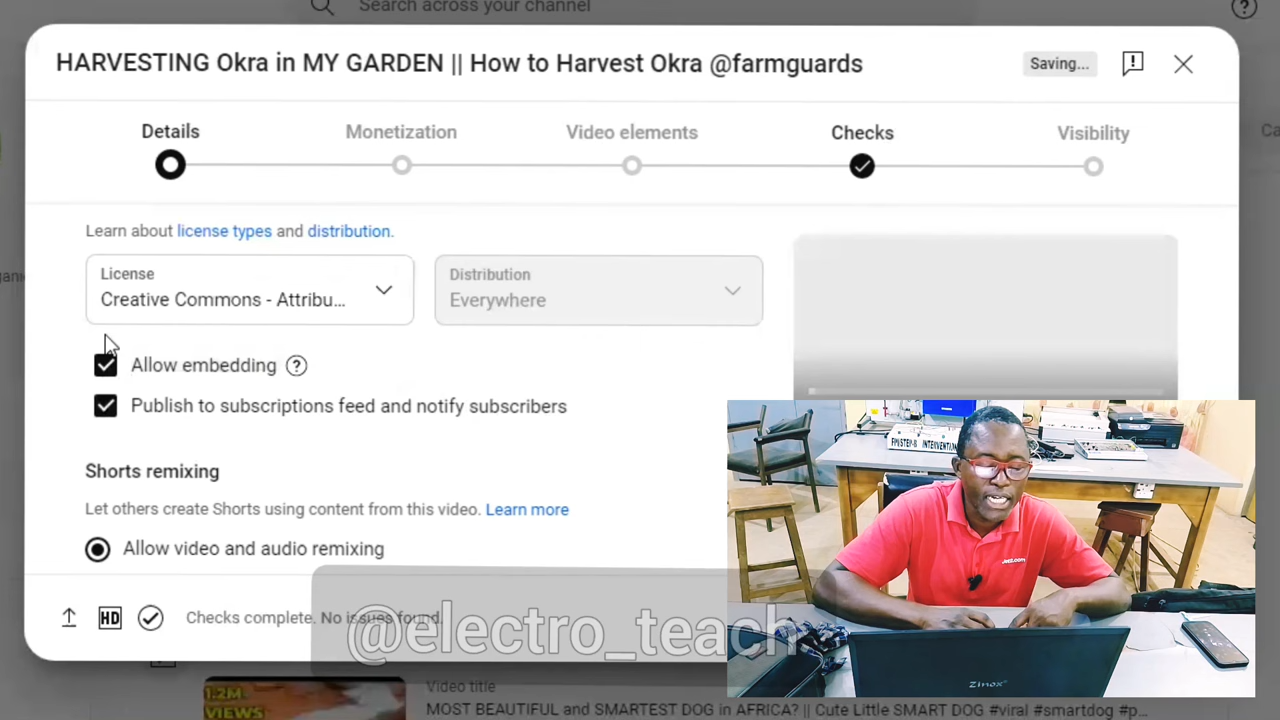 Search across your channel
HARVESTING Okra in MY GARDEN || How to Harvest Okra @farmguards
Saving...
Details
Monetization
Video elements
Checks
Visibility
Ca
Learn about license types and distribution.
License
Creative Commons - Attribu...
Distribution
Everywhere
Allow embedding
Publish to subscriptions feed and notify subscribers
Shorts remixing
Let others create Shorts using content from this video. Learn more
Allow video and audio remixing
HD
Checks complete. No issues found.
@electro_teach
Zinox
1.2M
VIEWS
Video title
MOST BEAUTIFUL and SMARTEST DOG in AFRICA? || Cute Little SMART DOG #viral #smartdog #p...